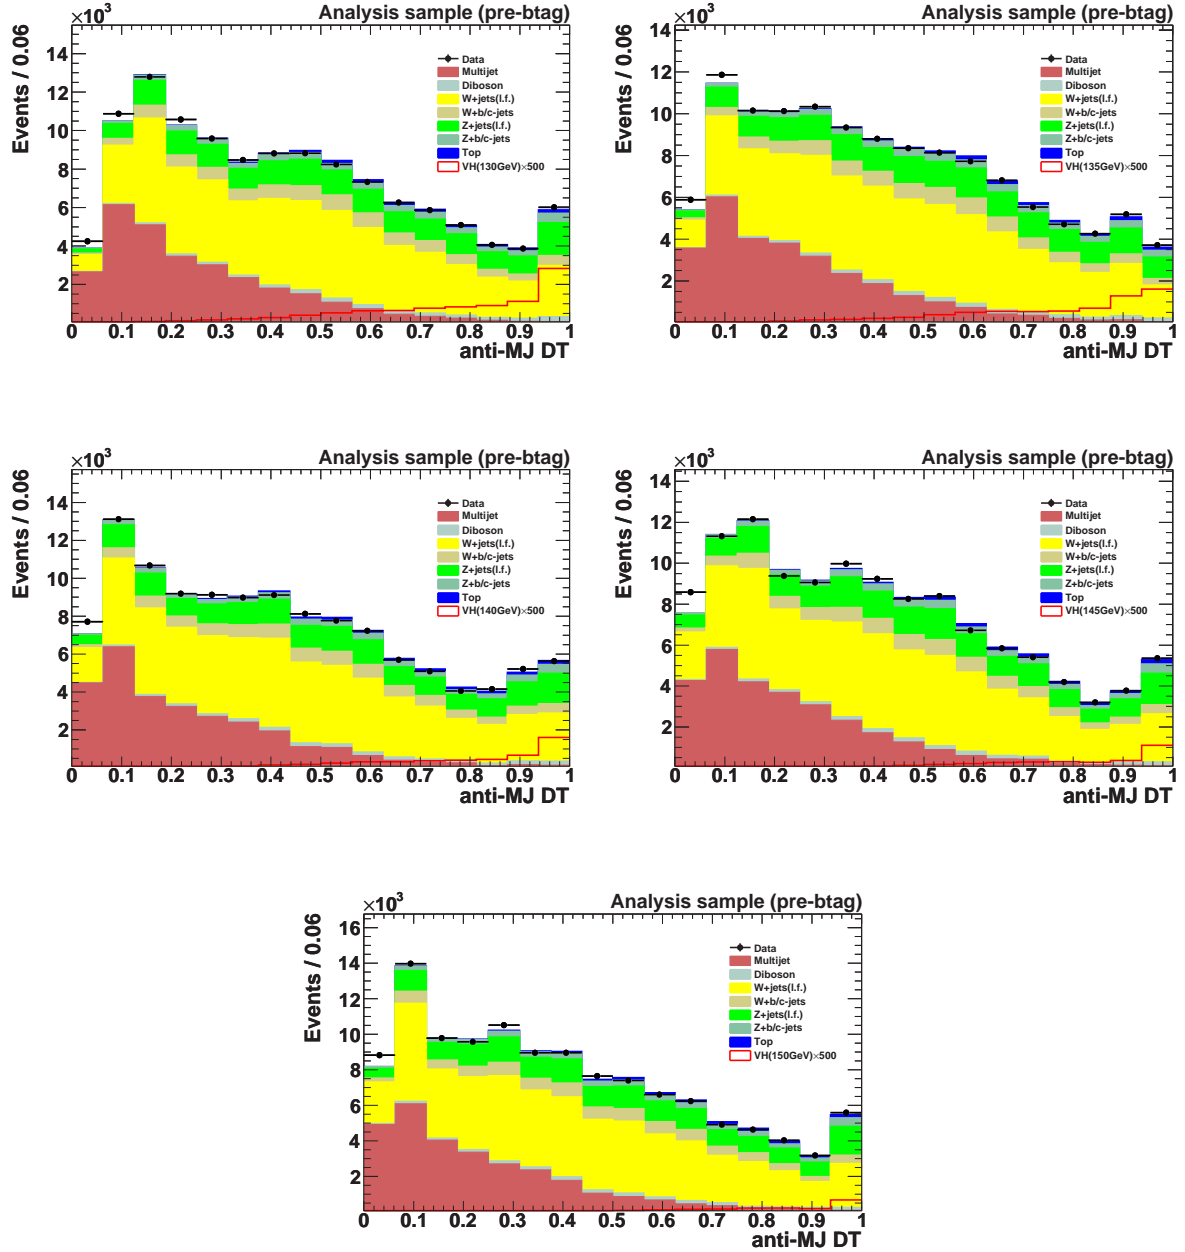 ×10³ Analysis sample (pre-btag)
Events / 0.06
14
12
10
8
6
4
2
Data
Multijet
Diboson
W+jets(l.f.)
W+b/c-jets
Z+jets(l.f.)
Z+b/c-jets
Top
VH(130GeV)×500
0 0.1 0.2 0.3 0.4 0.5 0.6 0.7 0.8 0.9 1
anti-MJ DT
×10³ Analysis sample (pre-btag)
Events / 0.06
14
12
10
8
6
4
2
Data
Multijet
Diboson
W+jets(l.f.)
W+b/c-jets
Z+jets(l.f.)
Z+b/c-jets
Top
VH(135GeV)×500
0 0.1 0.2 0.3 0.4 0.5 0.6 0.7 0.8 0.9 1
anti-MJ DT
×10³ Analysis sample (pre-btag)
Events / 0.06
14
12
10
8
6
4
2
Data
Multijet
Diboson
W+jets(l.f.)
W+b/c-jets
Z+jets(l.f.)
Z+b/c-jets
Top
VH(140GeV)×500
0 0.1 0.2 0.3 0.4 0.5 0.6 0.7 0.8 0.9 1
anti-MJ DT
×10³ Analysis sample (pre-btag)
Events / 0.06
14
12
10
8
6
4
2
Data
Multijet
Diboson
W+jets(l.f.)
W+b/c-jets
Z+jets(l.f.)
Z+b/c-jets
Top
VH(145GeV)×500
0 0.1 0.2 0.3 0.4 0.5 0.6 0.7 0.8 0.9 1
anti-MJ DT
×10³ Analysis sample (pre-btag)
Events / 0.06
16
14
12
10
8
6
4
2
Data
Multijet
Diboson
W+jets(l.f.)
W+b/c-jets
Z+jets(l.f.)
Z+b/c-jets
Top
VH(150GeV)×500
0 0.1 0.2 0.3 0.4 0.5 0.6 0.7 0.8 0.9 1
anti-MJ DT